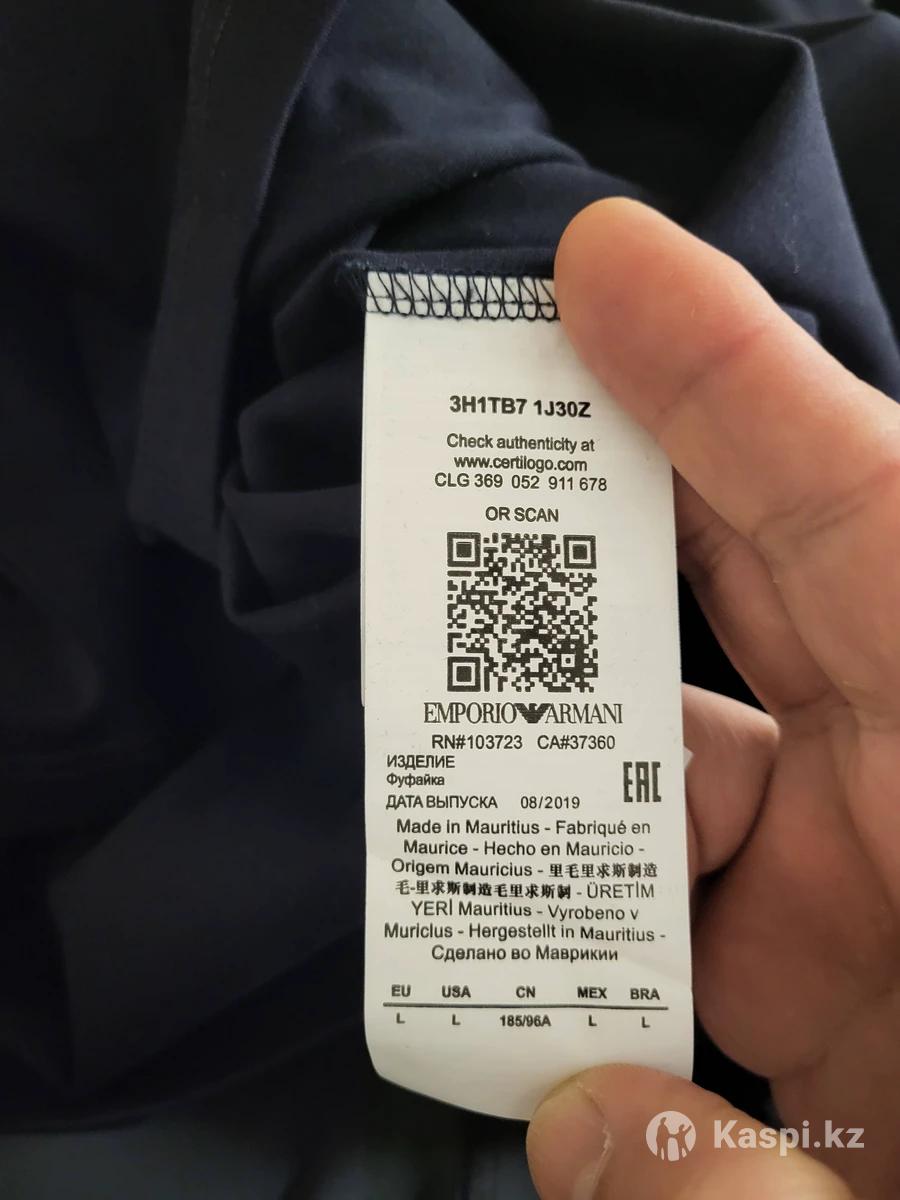 3H1TB7 1J30Z
Check authenticity at
www.certilogo.com
CLG 369 052 911 678
OR SCAN
EMPORIO ARMANI
RN#103723 CA#37360
ИЗДЕЛИЕ
Фуфайка
EAC
ДАТА ВЫПУСКА 08/2019
Made in Mauritius - Fabriqué en
Maurice - Hecho en Mauricio -
Origem Mauricius - 里毛里求斯制造
毛-里求斯制造毛里求斯制 - ÜRETİM
YERİ Mauritius - Vyrobeno v
Muriclus - Hergestellt in Mauritius -
Сделано во Маврикии
EU USA CN MEX BRA
L L 185/96A L L
Kaspi.kz